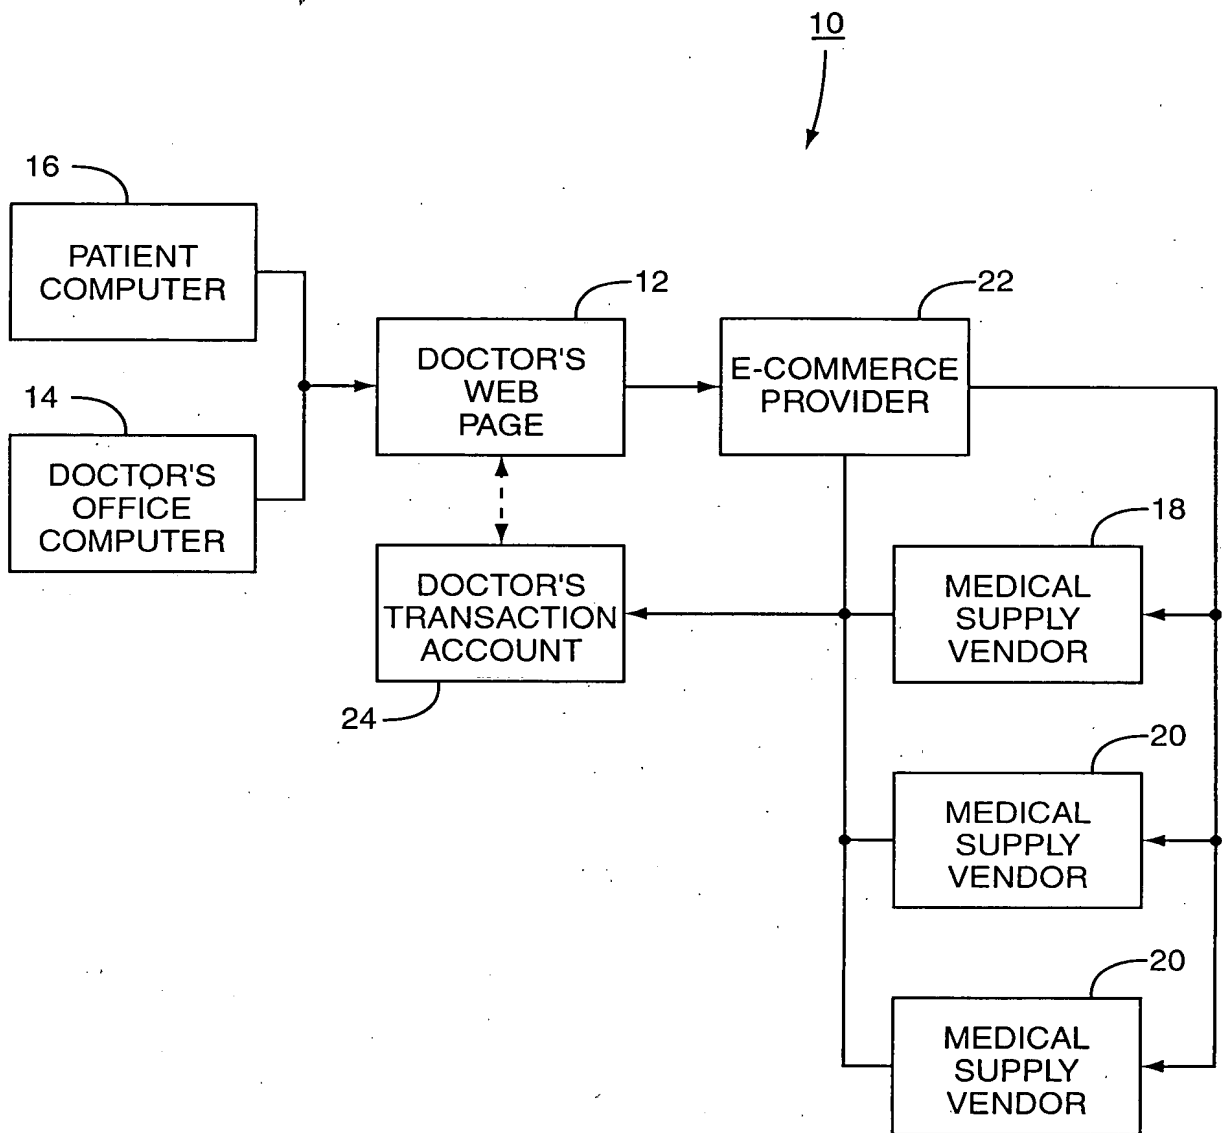 10
16
PATIENT
COMPUTER
12
22
DOCTOR'S
WEB
PAGE
E-COMMERCE
PROVIDER
14
DOCTOR'S
OFFICE
COMPUTER
18
DOCTOR'S
TRANSACTION
ACCOUNT
MEDICAL
SUPPLY
VENDOR
24
20
MEDICAL
SUPPLY
VENDOR
20
MEDICAL
SUPPLY
VENDOR